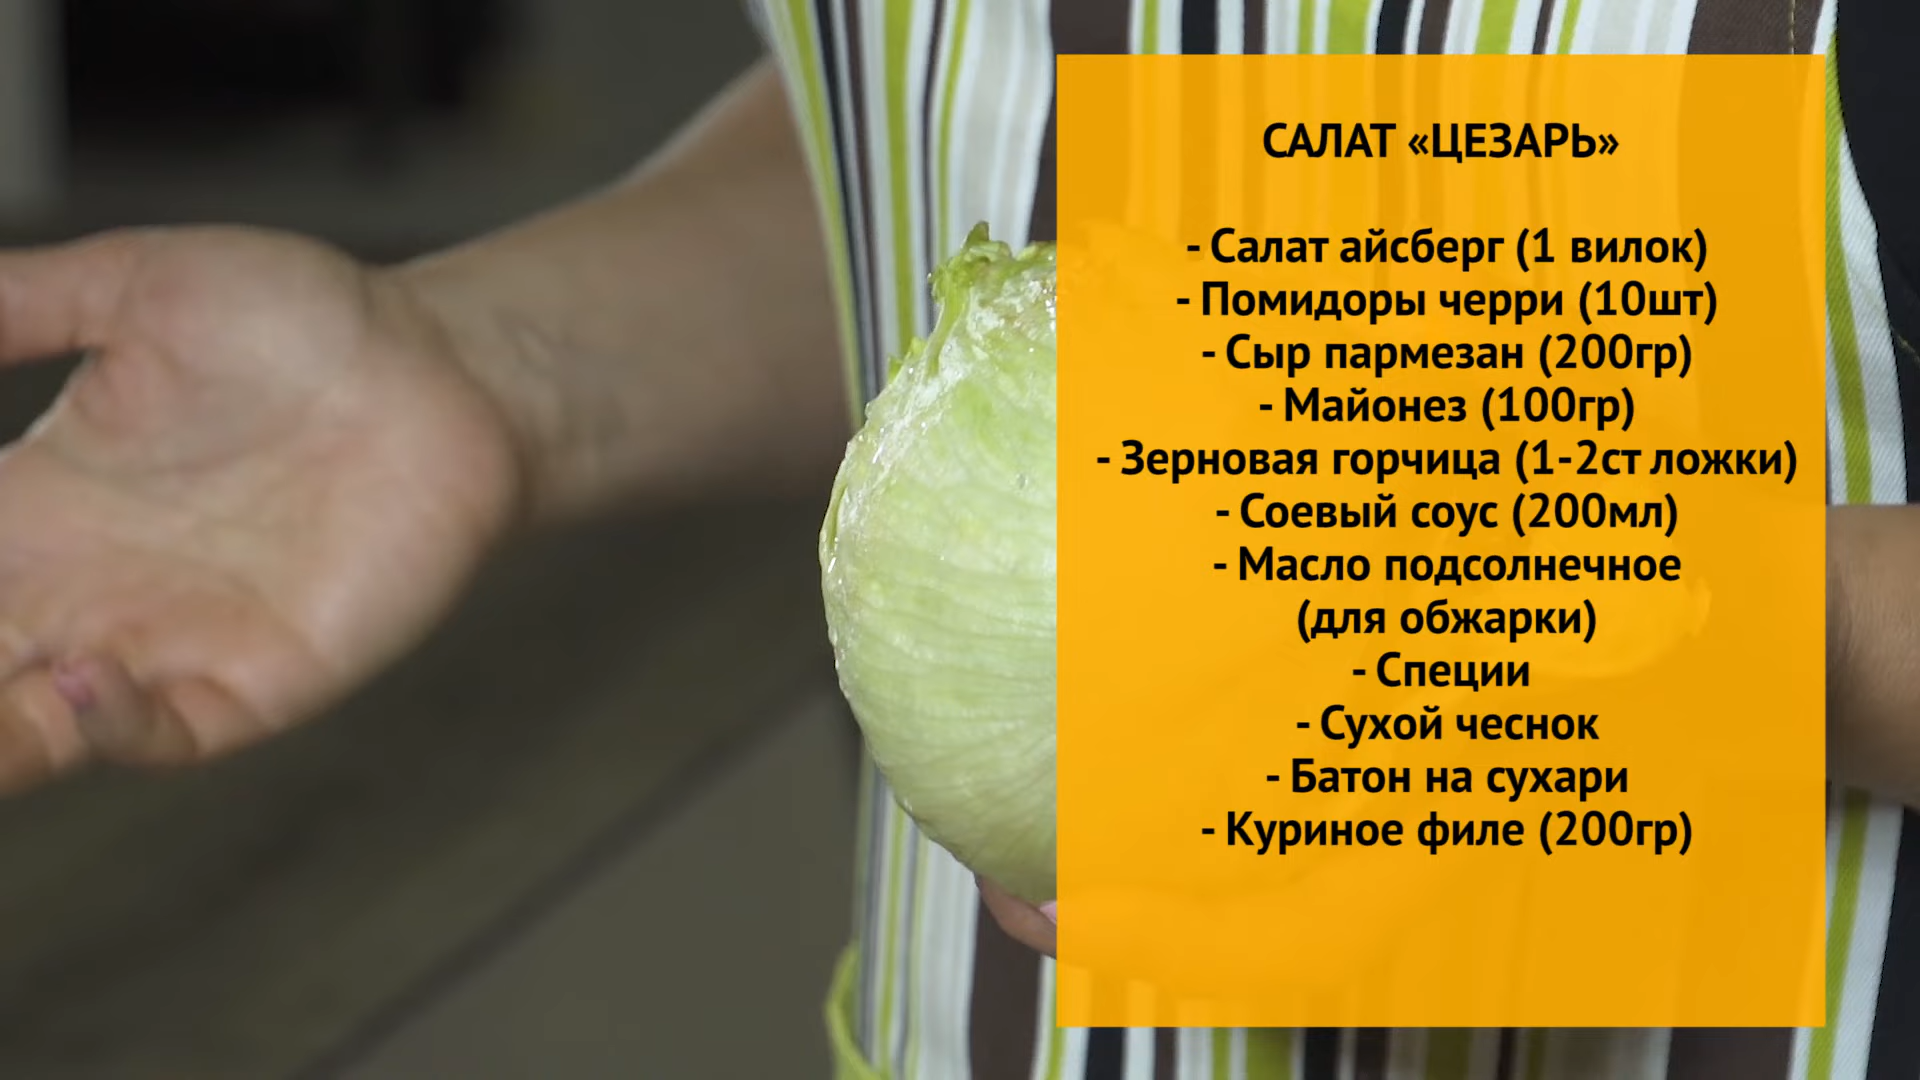 САЛАТ «ЦЕЗАРЬ»
- Салат айсберг (1 вилок)
- Помидоры черри (10шт)
- Сыр пармезан (200гр)
- Майонез (100гр)
- Зерновая горчица (1-2ст ложки)
- Соевый соус (200мл)
- Масло подсолнечное
(для обжарки)
- Специи
- Сухой чеснок
- Батон на сухари
- Куриное филе (200гр)